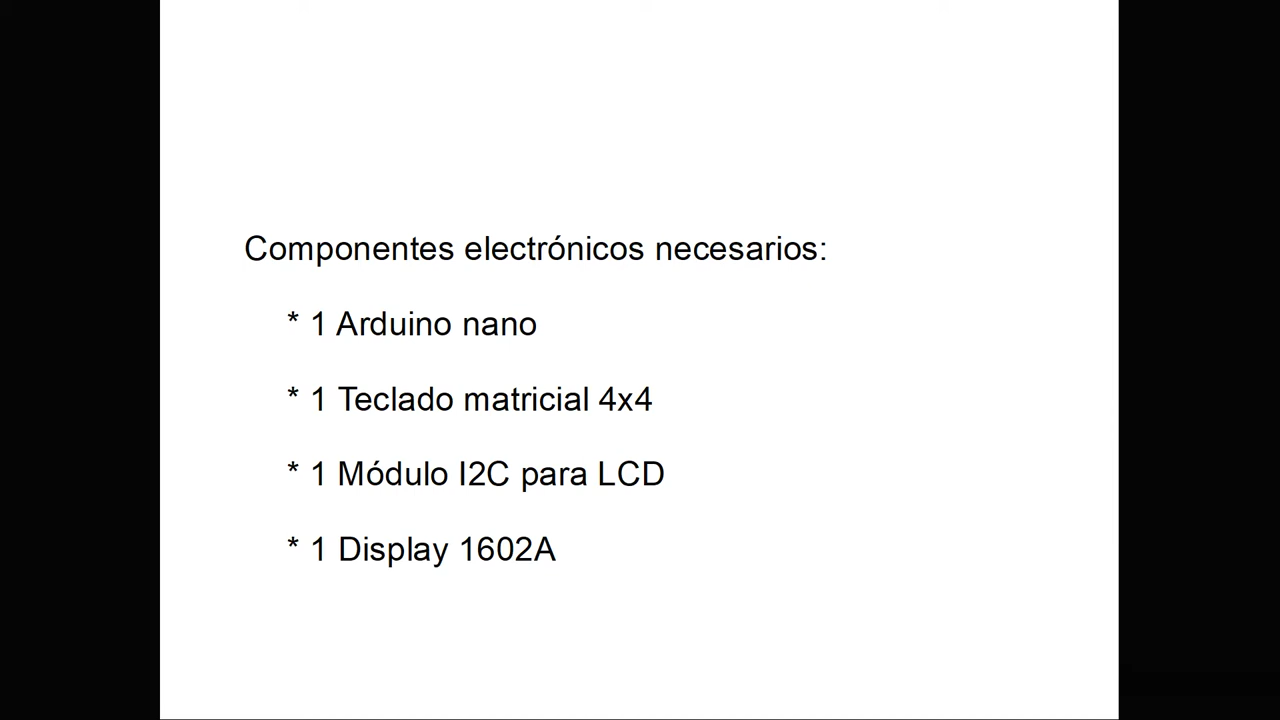 Componentes electrónicos necesarios:
* 1 Arduino nano
* 1 Teclado matricial 4x4
* 1 Módulo I2C para LCD
* 1 Display 1602A